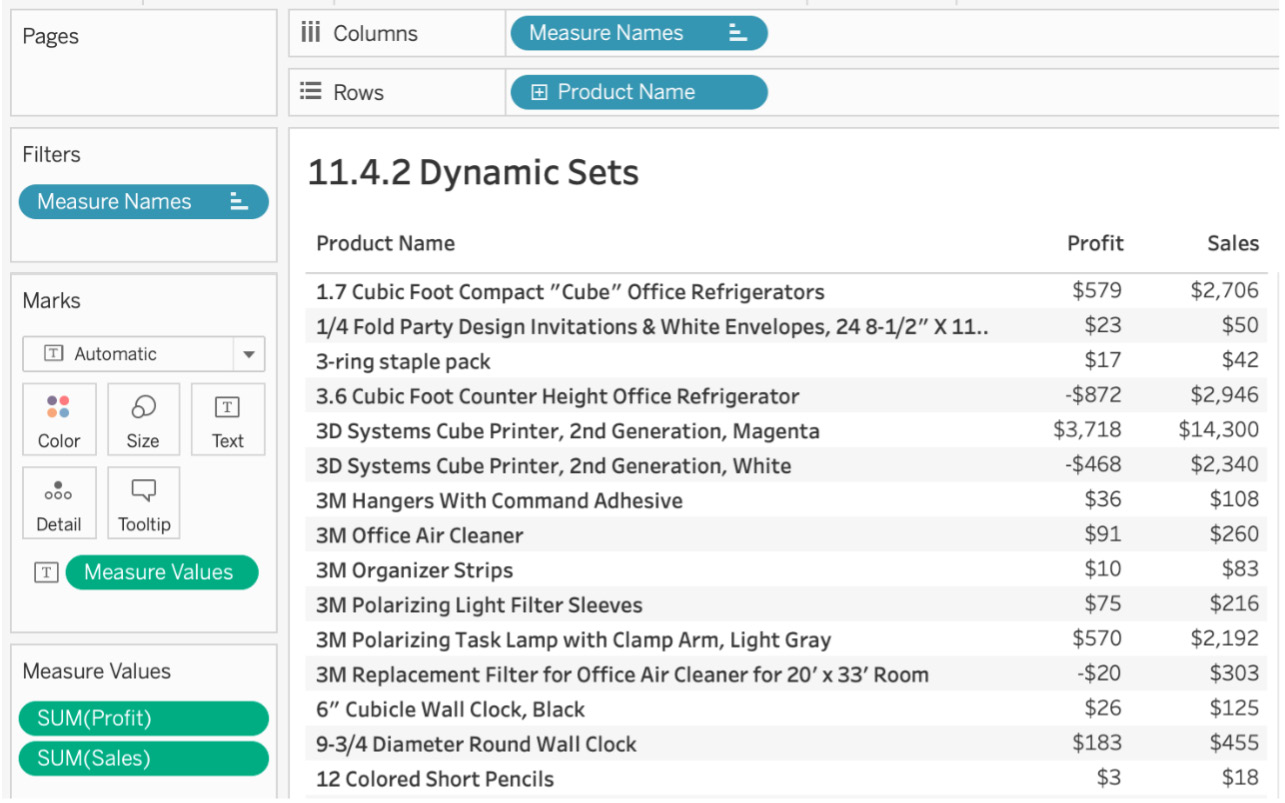 Pages
Columns Measure Names
Rows Product Name
Filters
Measure Names
Marks
Automatic
Color Size Text
Detail Tooltip
Measure Values
Measure Values
SUM(Profit)
SUM(Sales)
11.4.2 Dynamic Sets
Product Name Profit Sales
1.7 Cubic Foot Compact "Cube" Office Refrigerators $579 $2,706
1/4 Fold Party Design Invitations & White Envelopes, 24 8-1/2" X 11.. $23 $50
3-ring staple pack $17 $42
3.6 Cubic Foot Counter Height Office Refrigerator -$872 $2,946
3D Systems Cube Printer, 2nd Generation, Magenta $3,718 $14,300
3D Systems Cube Printer, 2nd Generation, White -$468 $2,340
3M Hangers With Command Adhesive $36 $108
3M Office Air Cleaner $91 $260
3M Organizer Strips $10 $83
3M Polarizing Light Filter Sleeves $75 $216
3M Polarizing Task Lamp with Clamp Arm, Light Gray $570 $2,192
3M Replacement Filter for Office Air Cleaner for 20' x 33' Room -$20 $303
6" Cubicle Wall Clock, Black $26 $125
9-3/4 Diameter Round Wall Clock $183 $455
12 Colored Short Pencils $3 $18